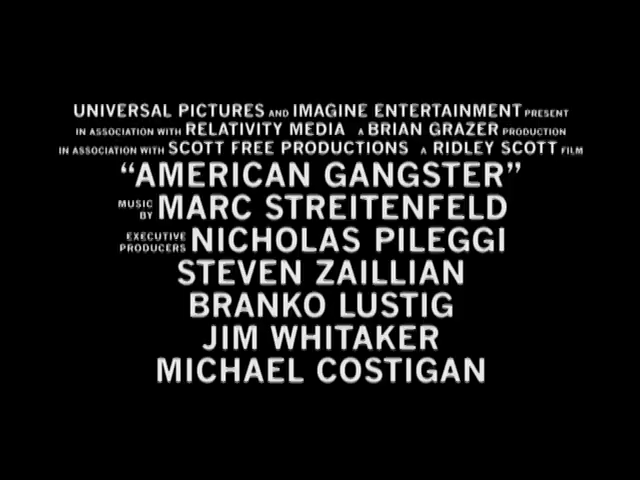 UNIVERSAL PICTURES AND IMAGINE ENTERTAINMENT PRESENT
IN ASSOCIATION WITH RELATIVITY MEDIA A BRIAN GRAZER PRODUCTION
IN ASSOCIATION WITH SCOTT FREE PRODUCTIONS A RIDLEY SCOTT FILM
“AMERICAN GANGSTER”
MUSIC BY MARC STREITENFELD
EXECUTIVE PRODUCERS NICHOLAS PILEGGI
STEVEN ZAILLIAN
BRANKO LUSTIG
JIM WHITAKER
MICHAEL COSTIGAN